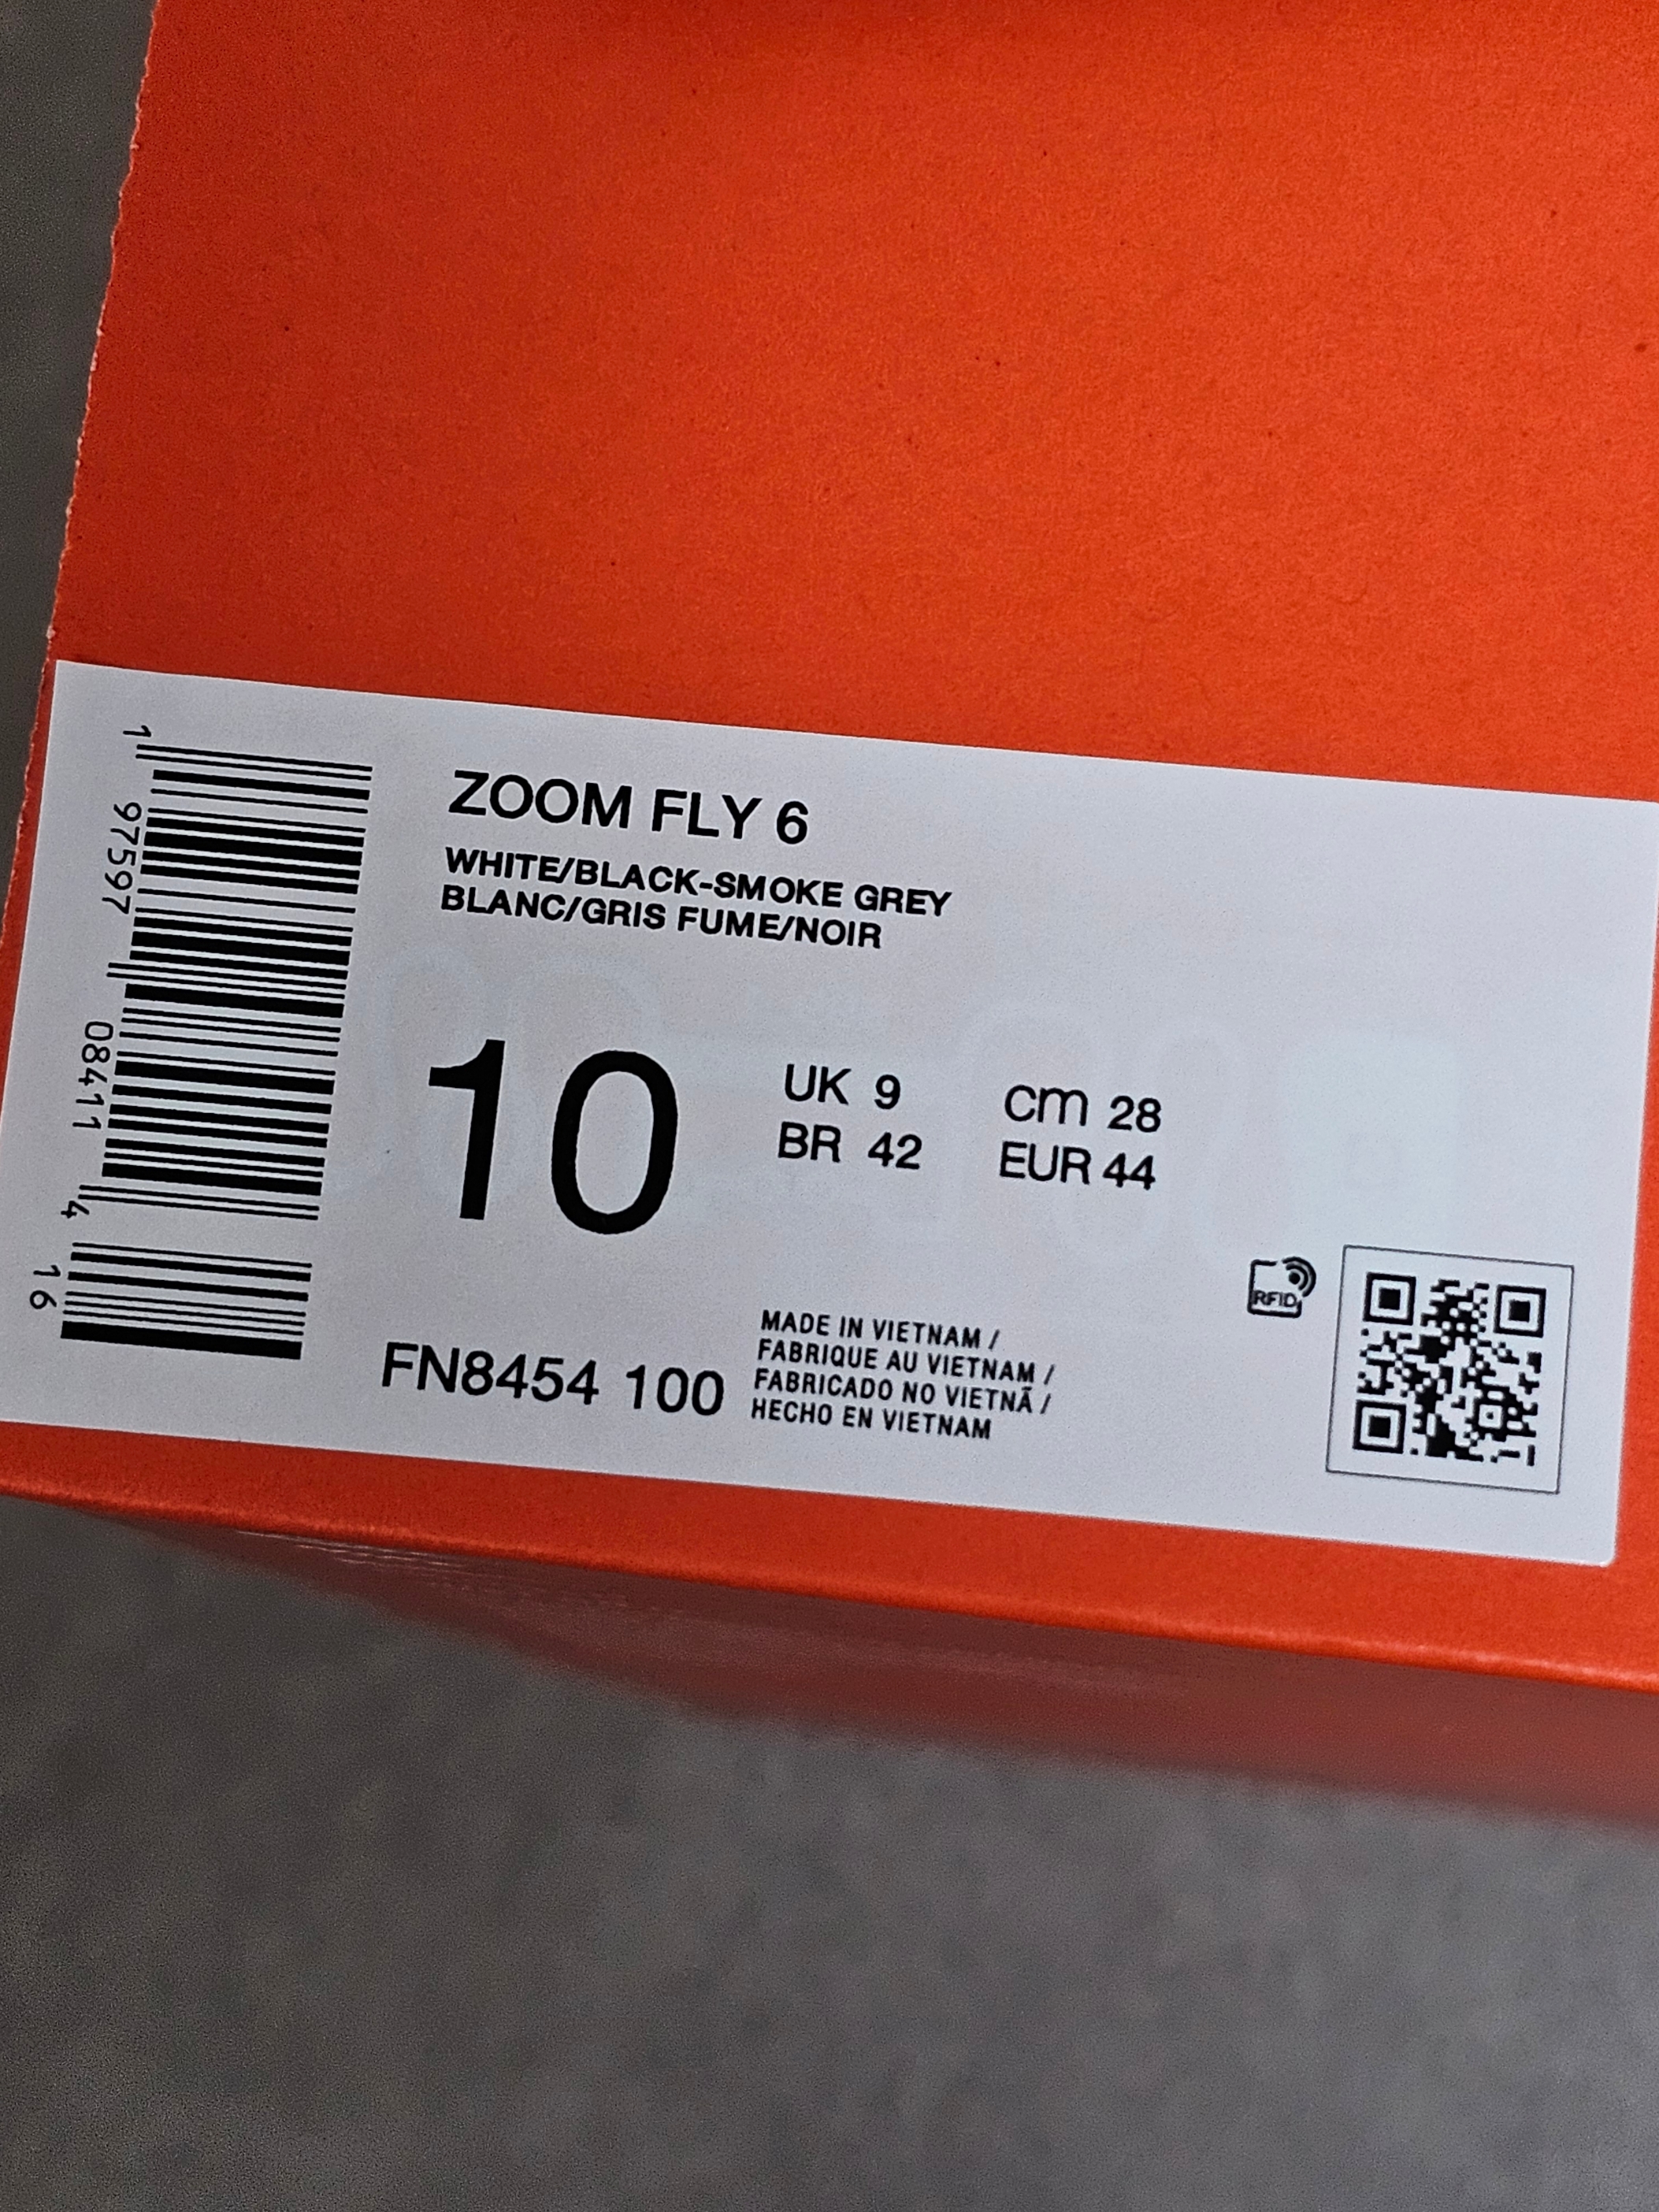 ZOOM FLY 6
WHITE/BLACK-SMOKE GREY
BLANC/GRIS FUME/NOIR
10
UK 9
cm 28
BR 42
EUR 44
FN8454 100
MADE IN VIETNAM /
FABRIQUE AU VIETNAM /
FABRICADO NO VIETNÃ /
HECHO EN VIETNAM
RFID
1 97597 08411 4 16